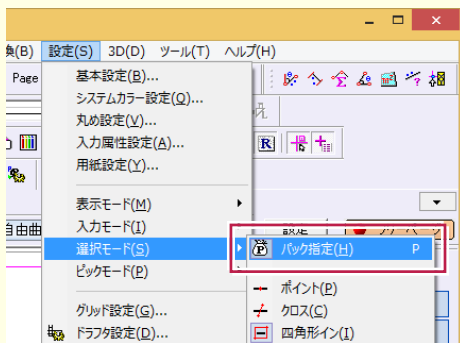 換(B) 設定(S) 3D(D) ツール(T) ヘルプ(H)
Page
基本設定(B)...
システムカラー設定(Q)...
丸め設定(V)...
入力属性設定(A)...
用紙設定(Y)...
表示モード(M)
入力モード(I)
選択モード(S)
ピックモード(P)
グリッド設定(G)...
ドラフタ設定(D)...
自由曲
R
パック指定(H) P
ポイント(P)
クロス(C)
四角形イン(I)